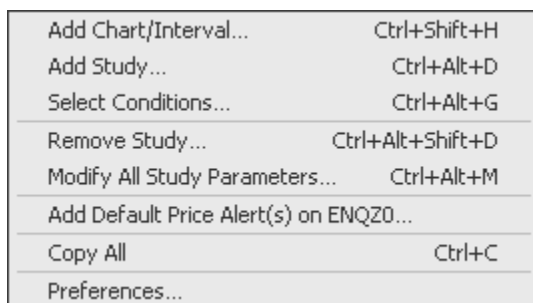 Add Chart/Interval... Ctrl+Shift+H
Add Study... Ctrl+Alt+D
Select Conditions... Ctrl+Alt+G
Remove Study... Ctrl+Alt+Shift+D
Modify All Study Parameters... Ctrl+Alt+M
Add Default Price Alert(s) on ENQZ0...
Copy All Ctrl+C
Preferences...